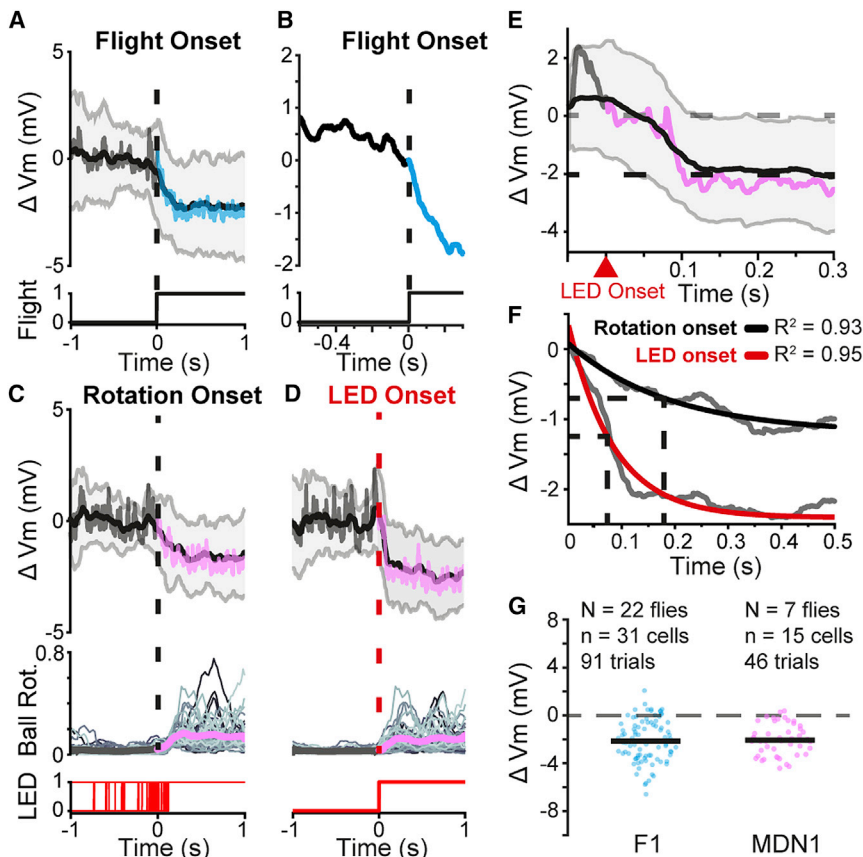 A
Flight Onset
5
0
-5
Δ Vm (mV)
Flight
1
0
-1 0 1
Time (s)
B
Flight Onset
2
1
0
-1
-2
1
0
-0.4 0
Time (s)
C
Rotation Onset
5
0
-5
Δ Vm (mV)
0.8
0
Ball Rot.
1
0
LED
-1 0 1
Time (s)
D
LED Onset
-1 0 1
Time (s)
E
2
0
-2
-4
Δ Vm (mV)
0.1 0.2 0.3
LED Onset
Time (s)
F
Rotation onset R² = 0.93
LED onset R² = 0.95
0
-1
-2
Δ Vm (mV)
0 0.1 0.2 0.3 0.4 0.5
Time (s)
G
N = 22 flies N = 7 flies
n = 31 cells n = 15 cells
91 trials 46 trials
8
6
4
2
0
-2
-4
-6
-8
Δ Vm (mV)
F1 MDN1